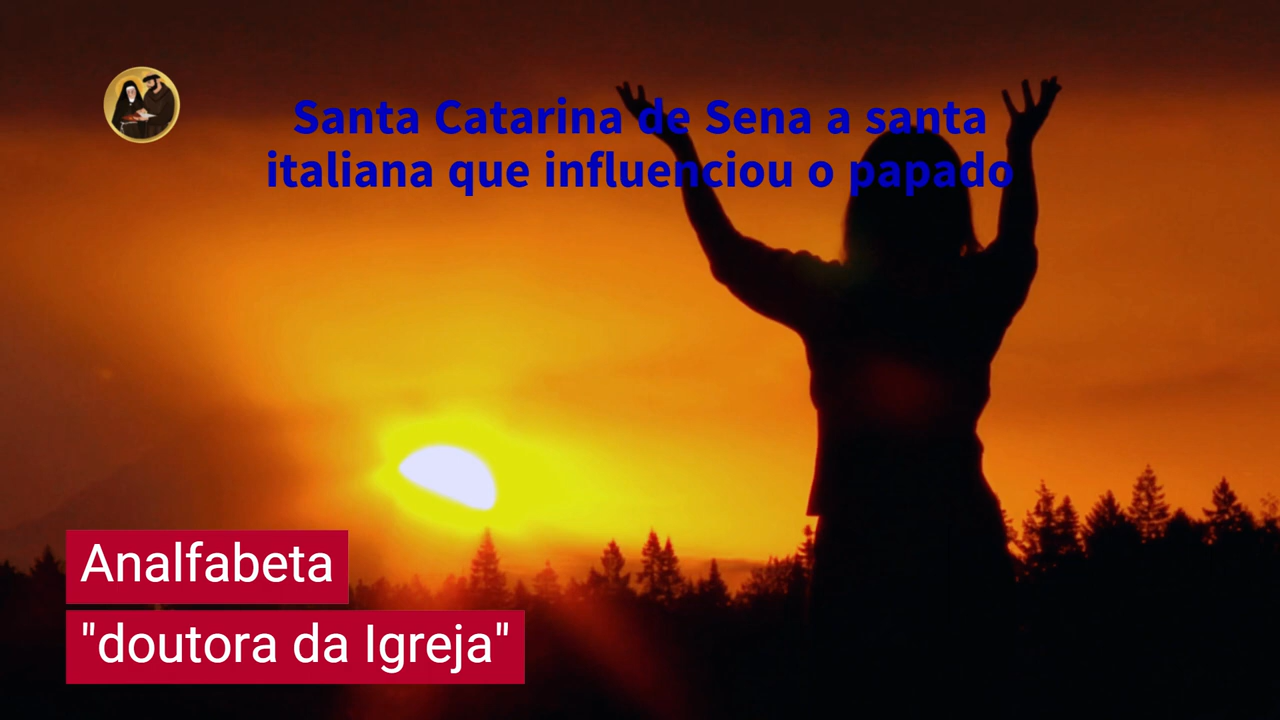 Santa Catarina de Sena a santa
italiana que influenciou o papado
Analfabeta
"doutora da Igreja"